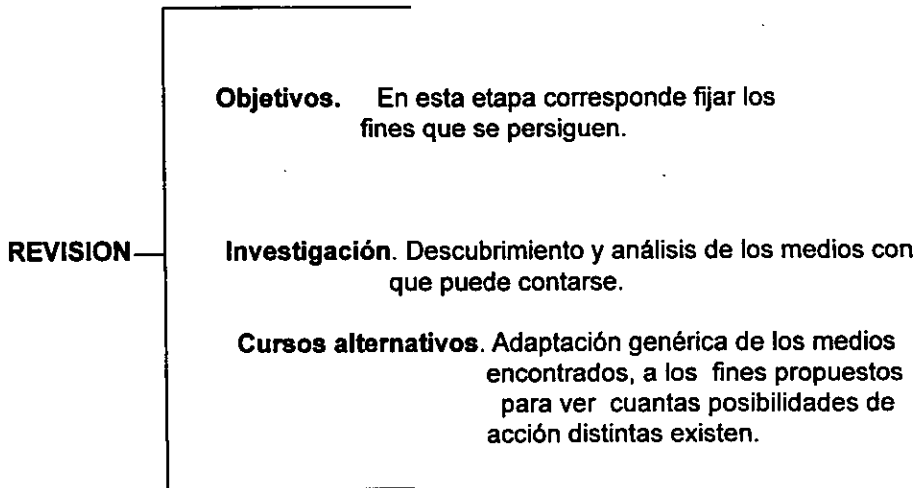 Objetivos. En esta etapa corresponde fijar los
fines que se persiguen.
REVISION
Investigación. Descubrimiento y análisis de los medios con
que puede contarse.
Cursos alternativos. Adaptación genérica de los medios
encontrados, a los fines propuestos
para ver cuantas posibilidades de
acción distintas existen.